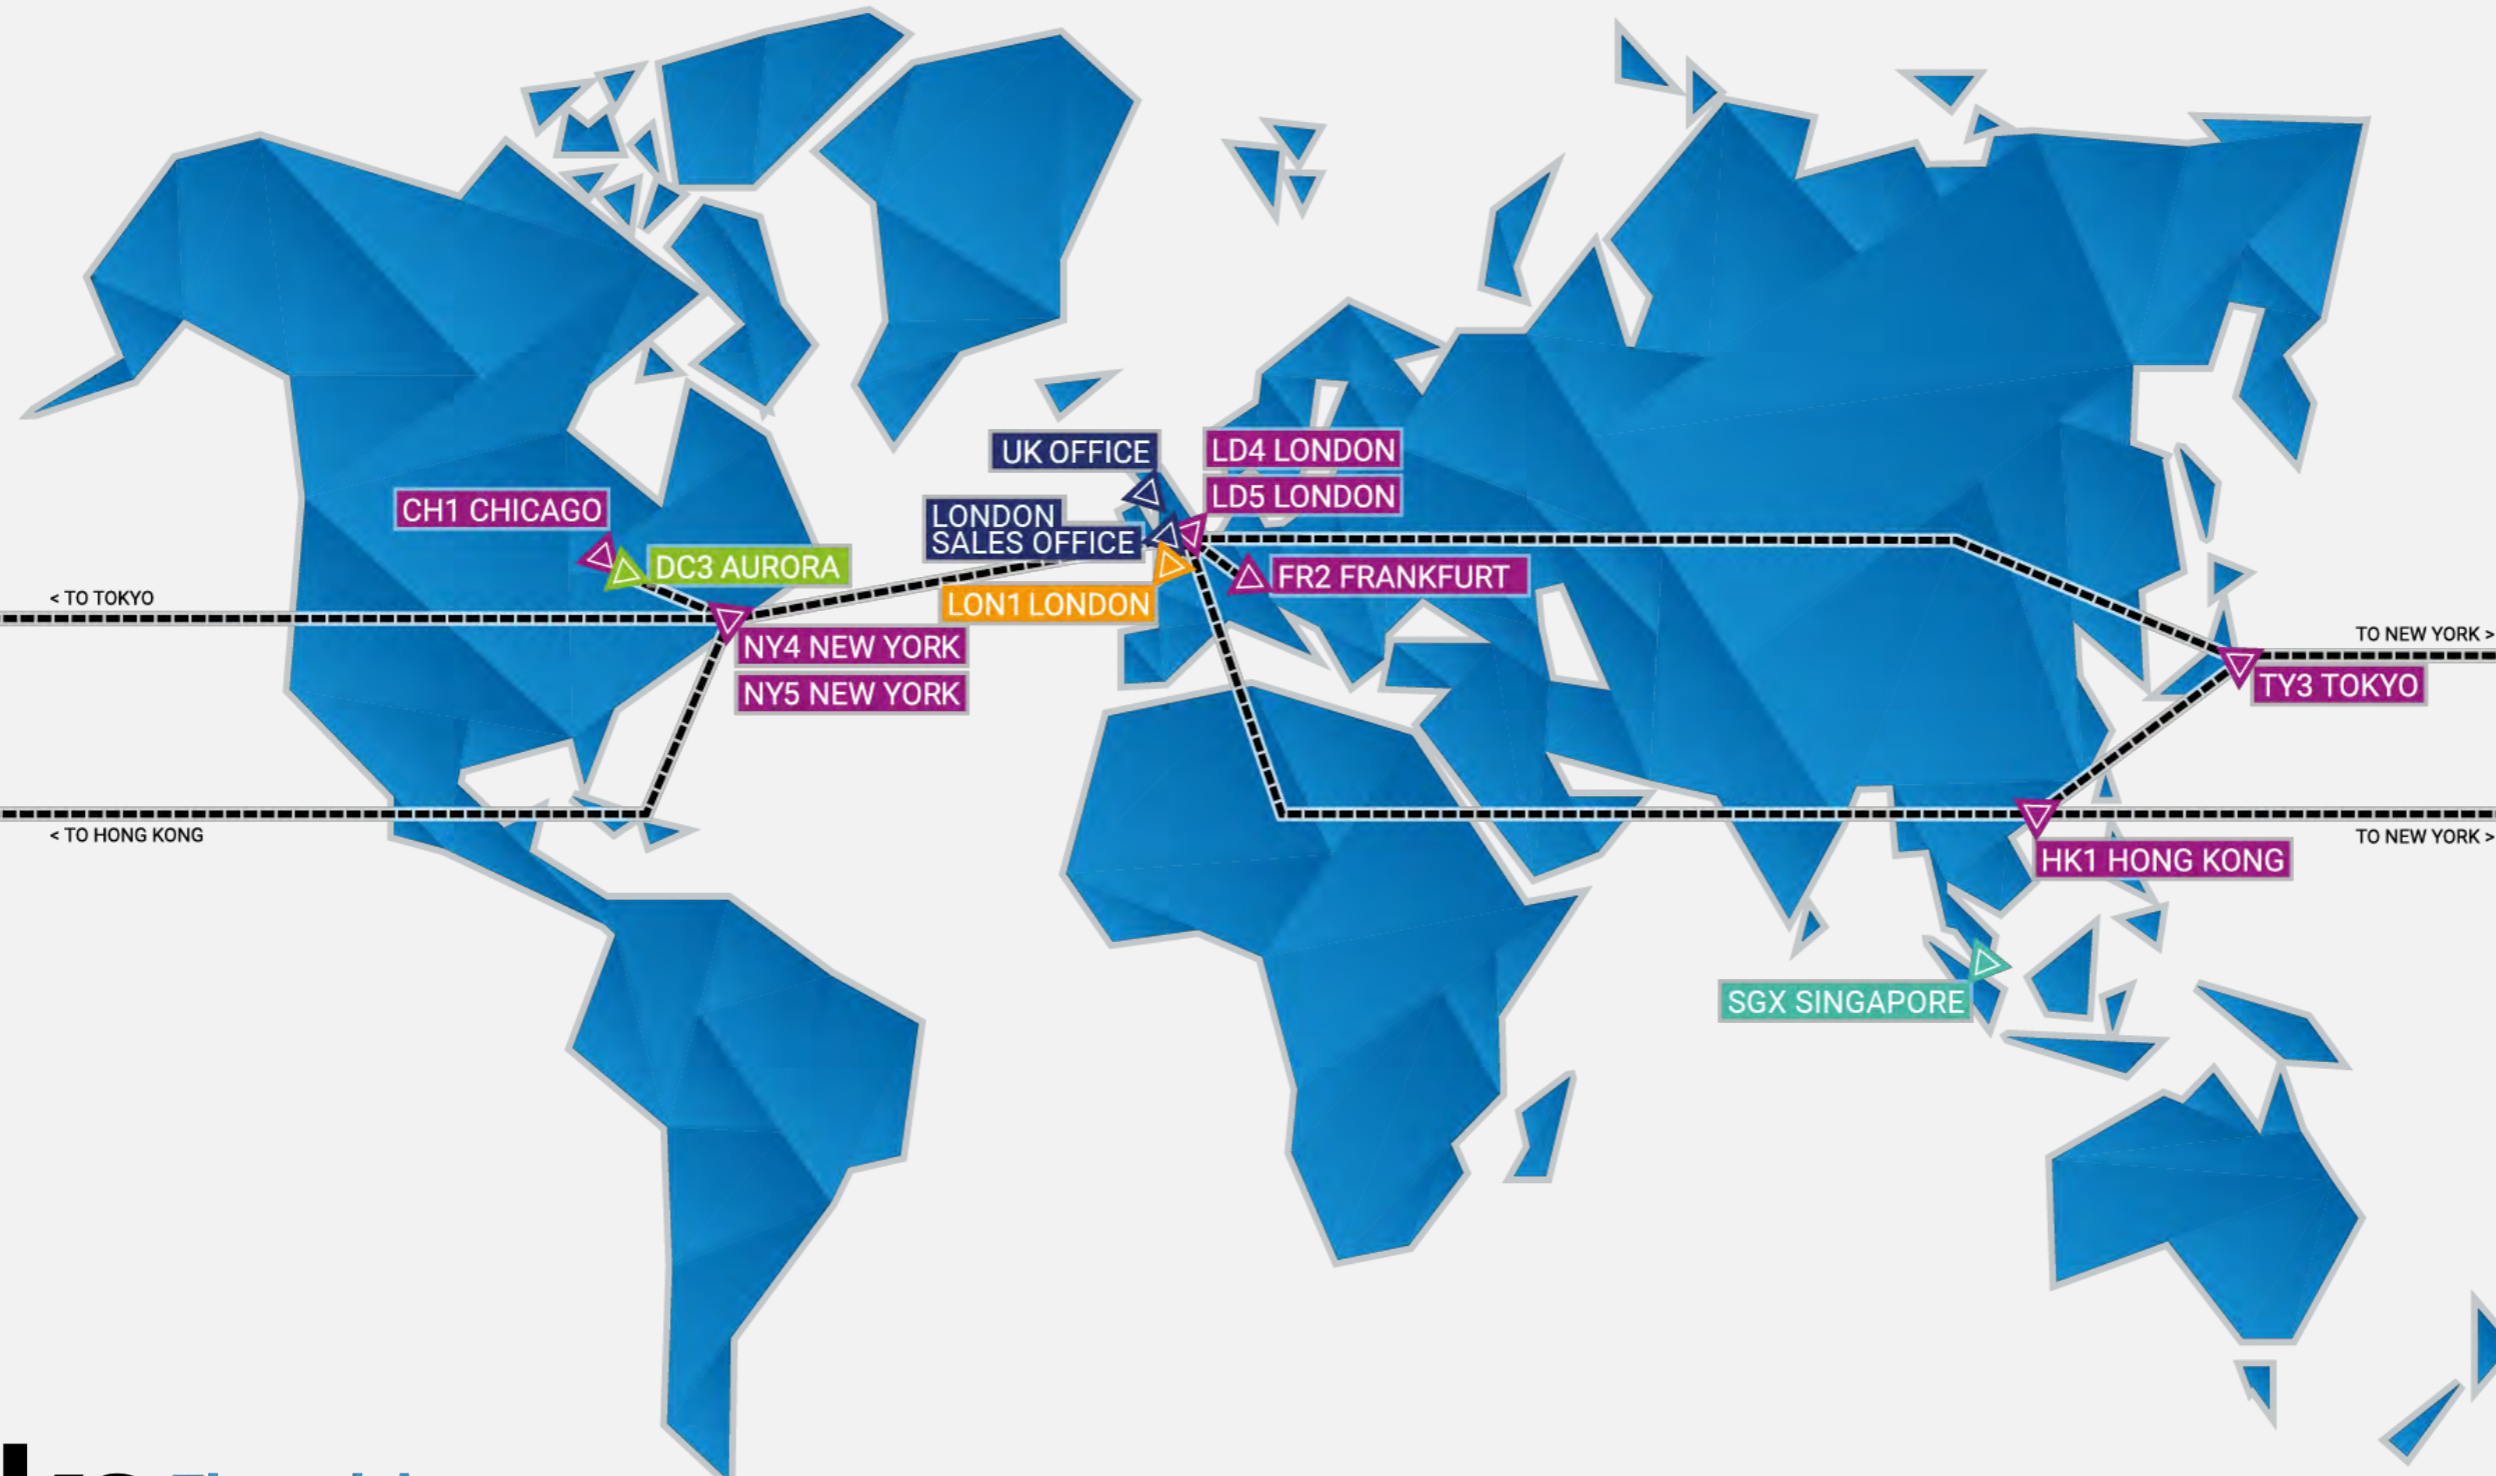 UK OFFICE
LD4 LONDON
LD5 LONDON
CH1 CHICAGO
LONDON
SALES OFFICE
DC3 AURORA
FR2 FRANKFURT
LON1 LONDON
< TO TOKYO
NY4 NEW YORK
NY5 NEW YORK
TO NEW YORK >
TY3 TOKYO
< TO HONG KONG
TO NEW YORK >
HK1 HONG KONG
SGX SINGAPORE